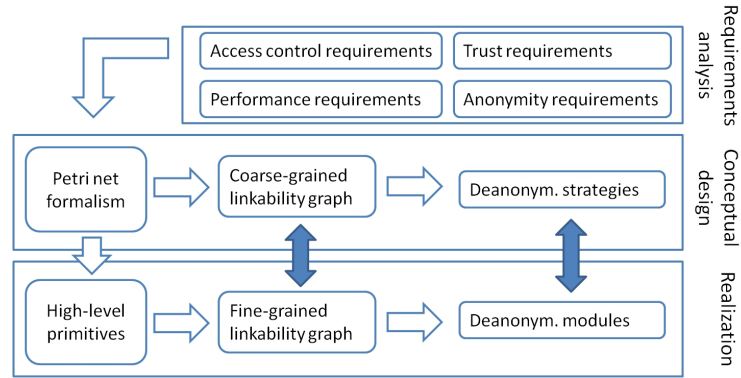 Access control requirements
Trust requirements
Performance requirements
Anonymity requirements
Requirements
analysis
Petri net
formalism
Coarse-grained
linkability graph
Deanonym. strategies
Conceptual
design
High-level
primitives
Fine-grained
linkability graph
Deanonym. modules
Realization